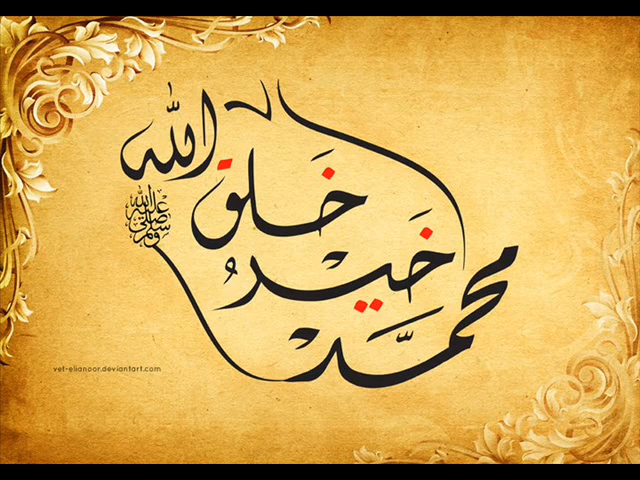 محمد خير خلق الله
صلى الله عليه وسلم
vet-elianoor.deviantart.com